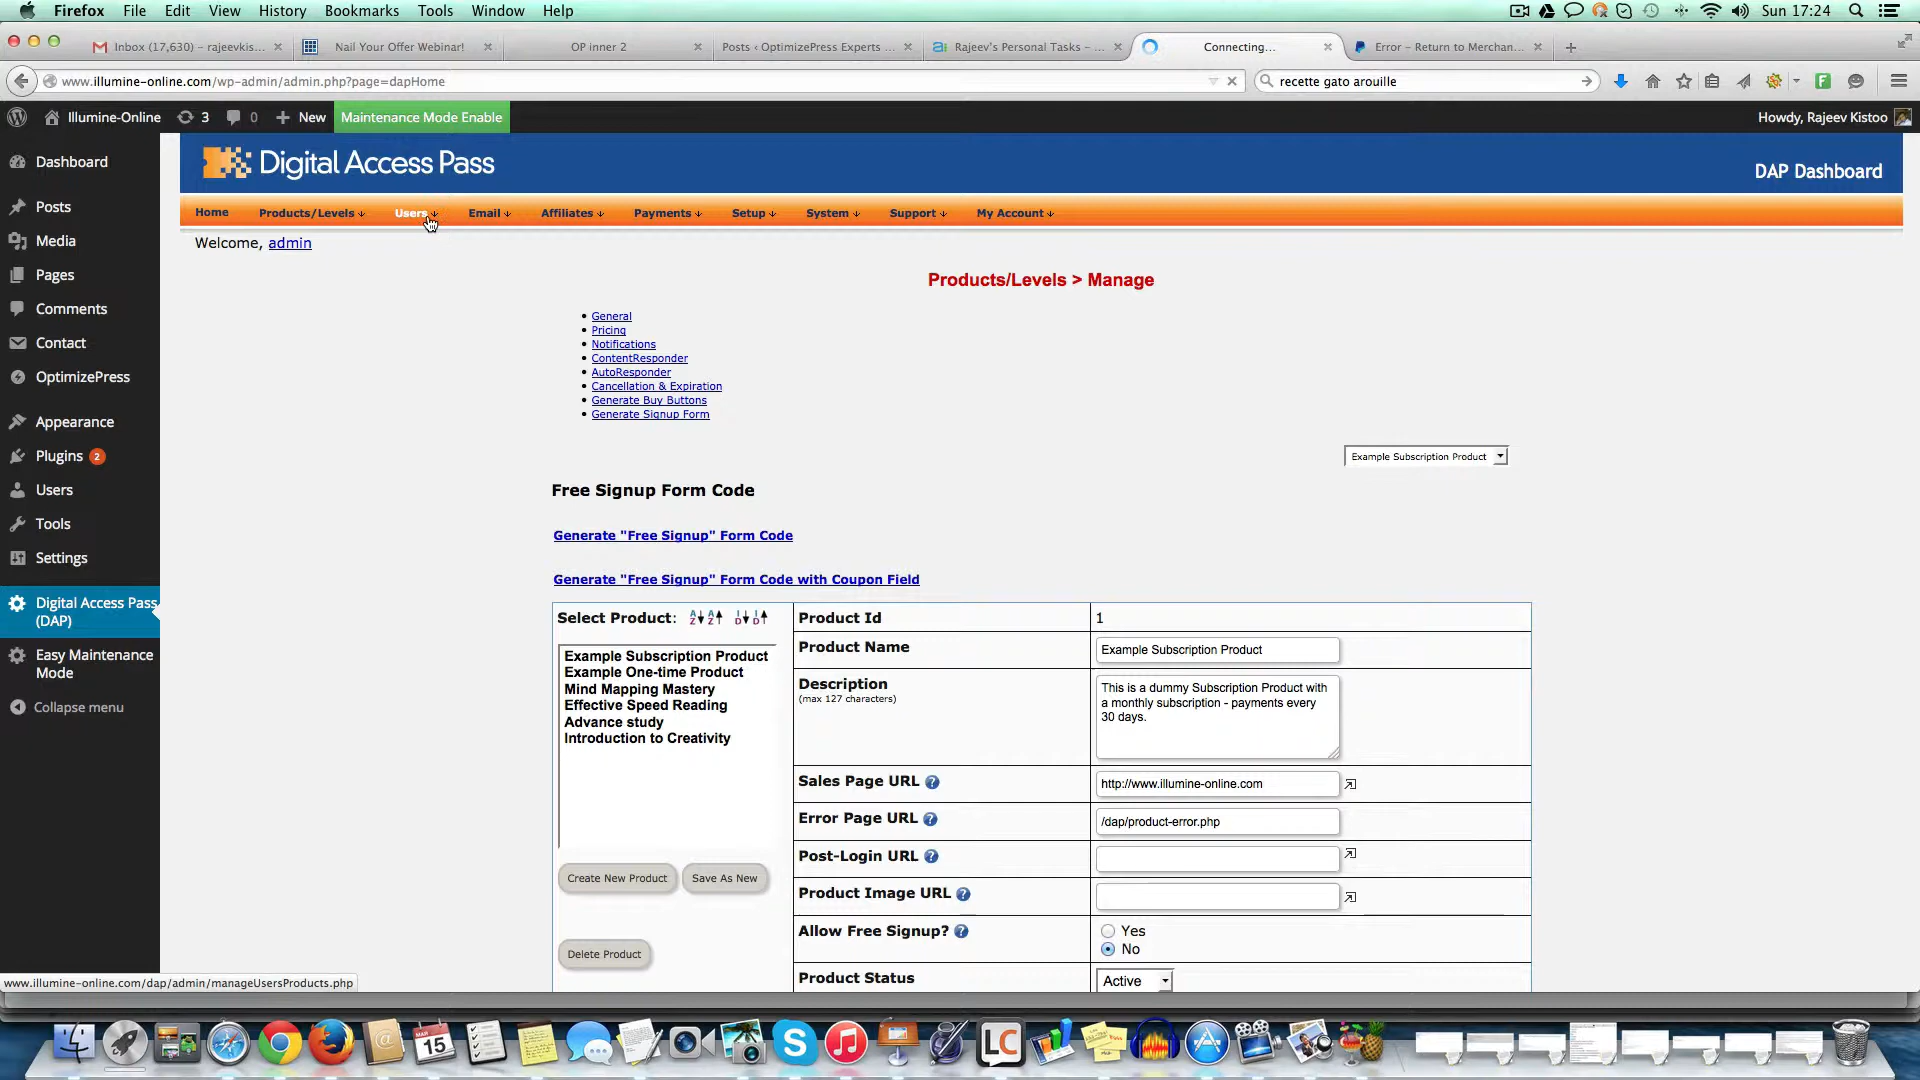 Firefox File Edit View History Bookmarks Tools Window Help Sun 17:24
Inbox (17,630) – rajeevkis... Nail Your Offer Webinar! OP inner 2 Posts ‹ OptimizePress Experts ... Rajeev's Personal Tasks – ... Connecting... Error – Return to Merchan...
www.illumine-online.com/wp-admin/admin.php?page=dapHome recette gato arouille
Illumine-Online 3 0 New Maintenance Mode Enable Howdy, Rajeev Kistoo
Dashboard
Posts
Media
Pages
Comments
Contact
OptimizePress
Appearance
Plugins 2
Users
Tools
Settings
Digital Access Pass
(DAP)
Easy Maintenance
Mode
Collapse menu
Digital Access Pass
DAP Dashboard
Home Products/Levels Users Email Affiliates Payments Setup System Support My Account
Welcome, admin
Products/Levels > Manage
General
Pricing
Notifications
ContentResponder
AutoResponder
Cancellation & Expiration
Generate Buy Buttons
Generate Signup Form
Example Subscription Product
Free Signup Form Code
Generate "Free Signup" Form Code
Generate "Free Signup" Form Code with Coupon Field
Select Product:
Example Subscription Product
Example One-time Product
Mind Mapping Mastery
Effective Speed Reading
Advance study
Introduction to Creativity
Create New Product Save As New
Delete Product
Product Id 1
Product Name Example Subscription Product
Description
(max 127 characters)
This is a dummy Subscription Product with
a monthly subscription - payments every
30 days.
Sales Page URL http://www.illumine-online.com
Error Page URL /dap/product-error.php
Post-Login URL
Product Image URL
Allow Free Signup? Yes
No
Product Status Active
www.illumine-online.com/dap/admin/manageUsersProducts.php
MAR
15
LC